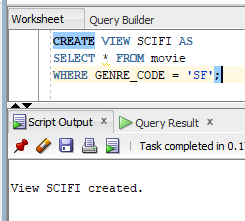 Worksheet Query Builder
CREATE VIEW SCIFI AS
SELECT * FROM movie
WHERE GENRE_CODE = 'SF';
Script Output × Query Result ×
Task completed in 0.1
View SCIFI created.